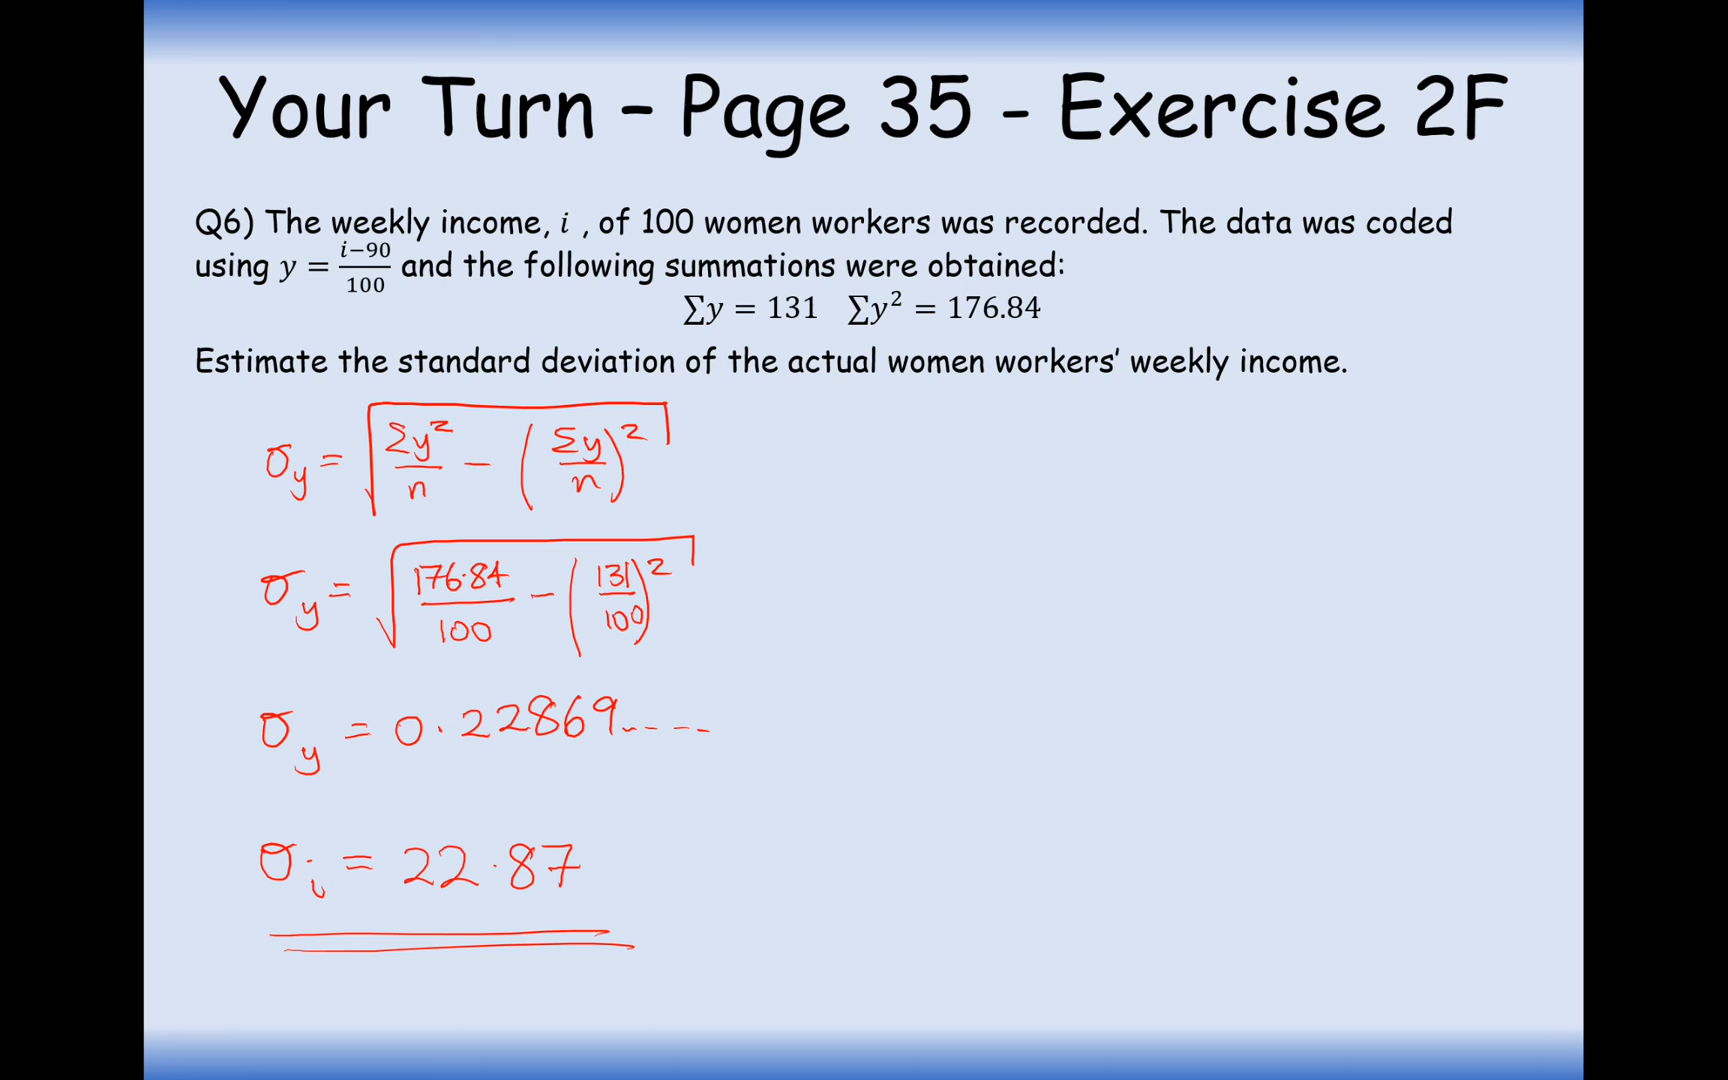 Your Turn – Page 35 - Exercise 2F
Q6) The weekly income, i , of 100 women workers was recorded. The data was coded
using y = (i−90)/100 and the following summations were obtained:
∑y = 131   ∑y² = 176.84
Estimate the standard deviation of the actual women workers’ weekly income.
σy = √(Σy²/n − (Σy/n)²)
σy = √(176.84/100 − (131/100)²)
σy = 0.22869....
σi = 22.87